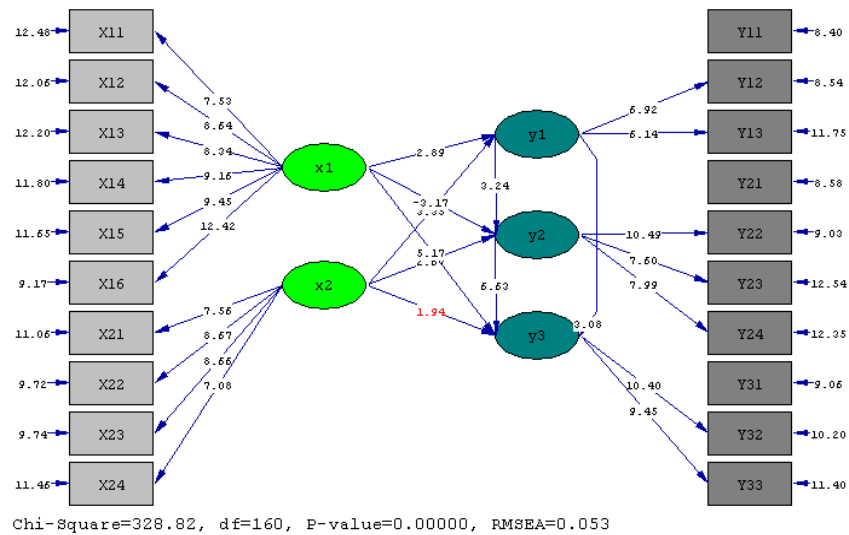 12.48 X11 Y11 8.40
12.06 X12 Y12 8.54
12.20 X13 Y13 11.75
11.80 X14 Y21 8.58
11.65 X15 Y22 9.03
9.17 X16 Y23 12.54
11.06 X21 Y24 12.35
9.72 X22 Y31 9.06
9.74 X23 Y32 10.20
11.46 X24 Y33 11.40
7.53
8.64
8.34
9.16
9.45
12.42
7.56
8.67
8.66
7.08
x1
x2
2.89
-3.17
5.17
1.94
y1
y2
y3
3.24
6.63
3.08
6.92
6.14
10.49
7.60
7.99
10.40
9.45
Chi-Square=328.82, df=160, P-value=0.00000, RMSEA=0.053